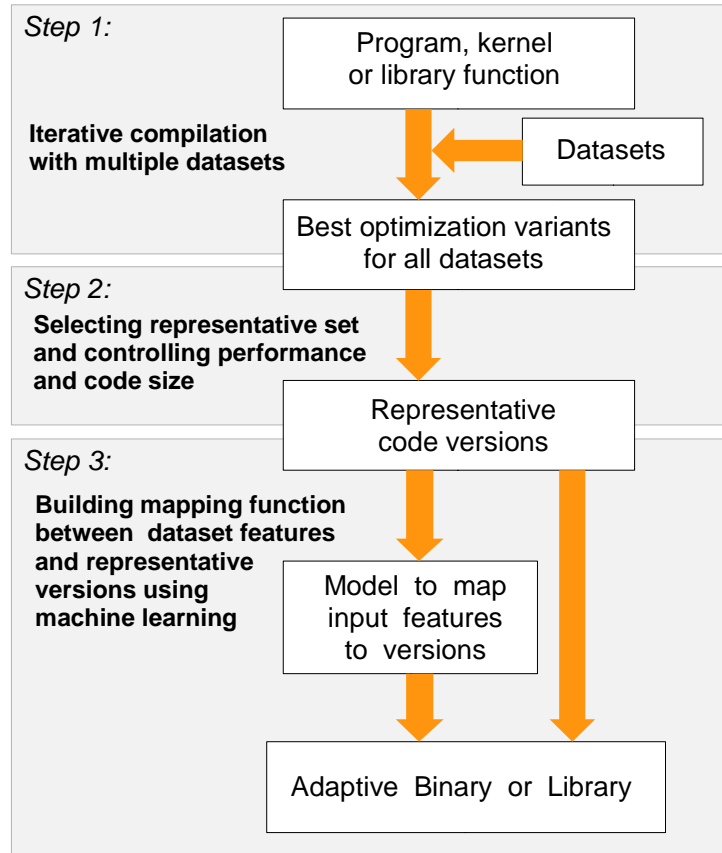 Step 1:
Program, kernel
or library function
Iterative compilation
with multiple datasets
Datasets
Best optimization variants
for all datasets
Step 2:
Selecting representative set
and controlling performance
and code size
Representative
code versions
Step 3:
Building mapping function
between dataset features
and representative
versions using
machine learning
Model to map
input features
to versions
Adaptive Binary or Library